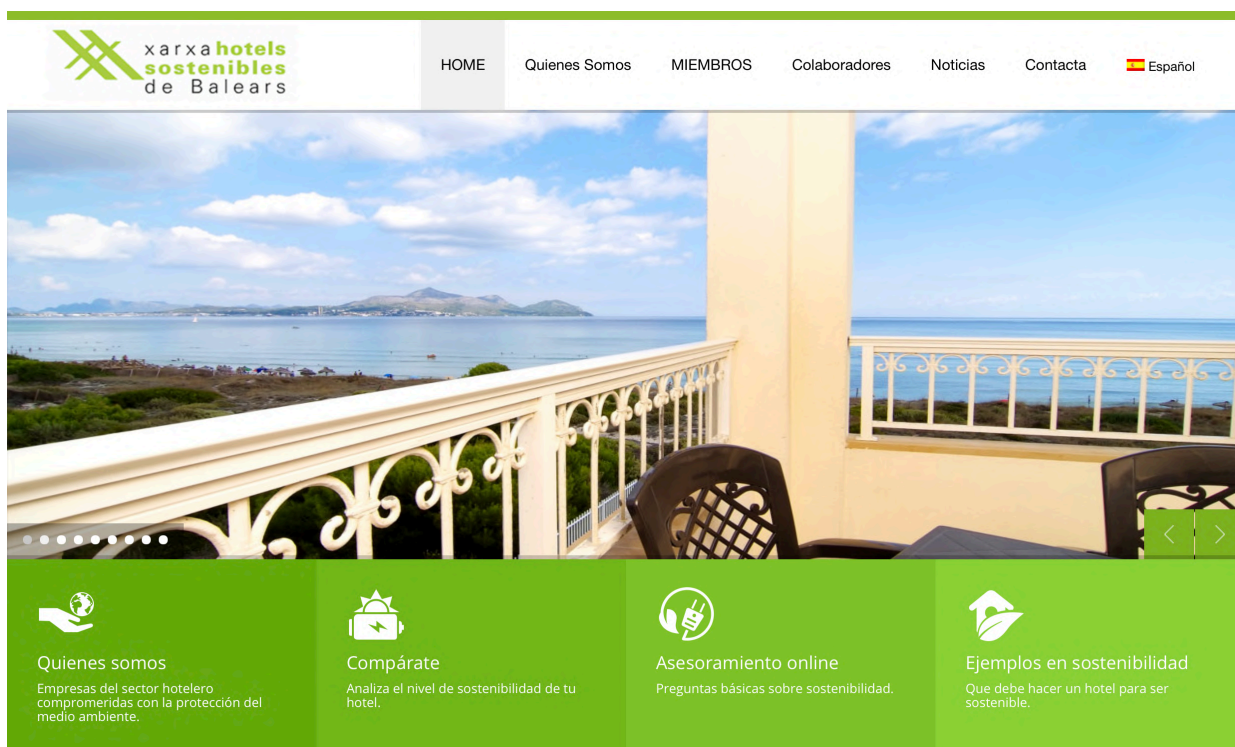 xarxa hotels
sostenibles
de Balears
HOME
Quienes Somos
MIEMBROS
Colaboradores
Noticias
Contacta
Español
Quienes somos
Empresas del sector hotelero
compromeridas con la protección del
medio ambiente.
Compárate
Analiza el nivel de sostenibilidad de tu
hotel.
Asesoramiento online
Preguntas básicas sobre sostenibilidad.
Ejemplos en sostenibilidad
Que debe hacer un hotel para ser
sostenible.